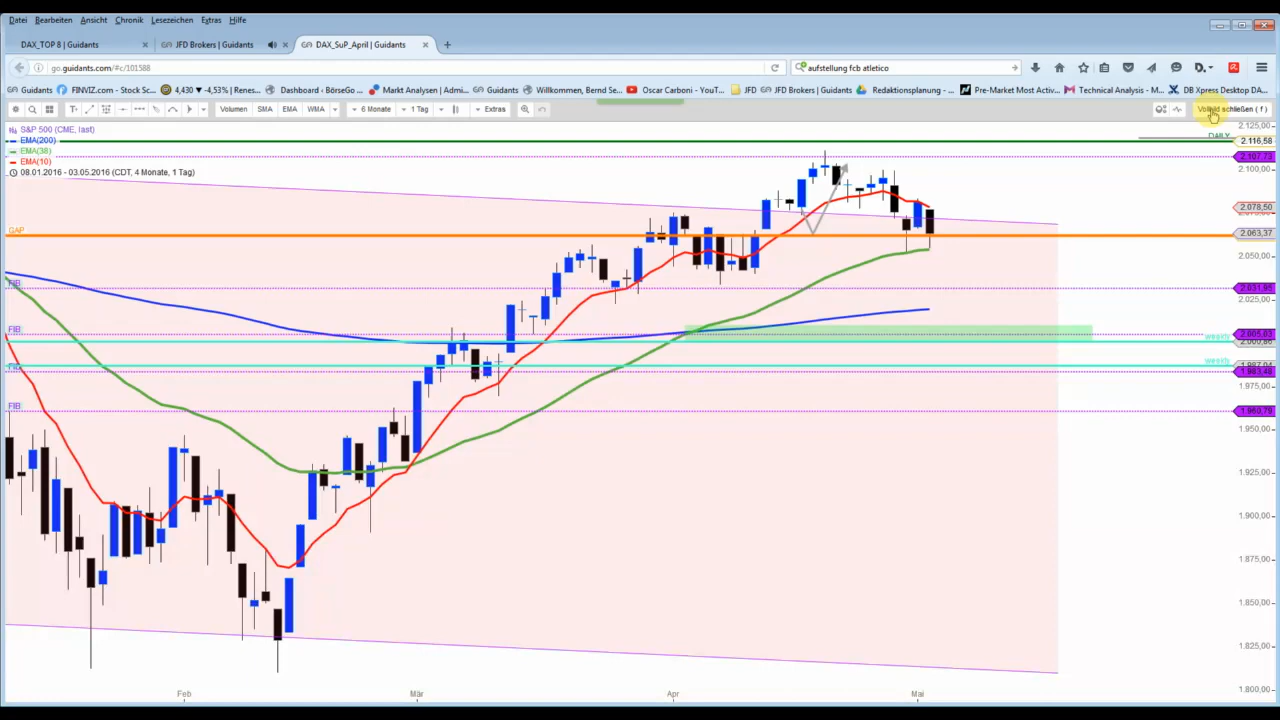 Datei Bearbeiten Ansicht Chronik Lesezeichen Extras Hilfe
DAX_TOP 8 | Guidants × JFD Brokers | Guidants × DAX_SuP_April | Guidants × +
go.guidants.com/#c/101588 aufstellung fcb atletico
Guidants FINVIZ.com - Stock Sc... 4,430 ▾ -4,53% | Renes... Dashboard - BörseGo ... Markt Analysen | Admi... Guidants Willkommen, Bernd Se... Oscar Carboni - YouT... JFD Brokers | Guidants Redaktionsplanung - ... Pre-Market Most Activ... Technical Analysis - M... DB Xpress Desktop DA...
Volumen SMA EMA WMA 6 Monate 1 Tag Extras Vollbild schließen ( f )
S&P 500 (CME, last)
EMA(200)
EMA(38)
EMA(10)
08.01.2016 - 03.05.2016 (CDT, 4 Monate, 1 Tag)
2.125,00
DAILY
2.116,58
2.107,73
2.100,00
2.078,50
GAP
2.063,37
2.050,00
FIB
2.031,95
2.025,00
FIB
2.005,03
weekly
weekly
1.983,48
1.975,00
FIB
1.960,79
1.950,00
1.925,00
1.900,00
1.875,00
1.850,00
1.825,00
1.800,00
Feb Mär Apr Mai